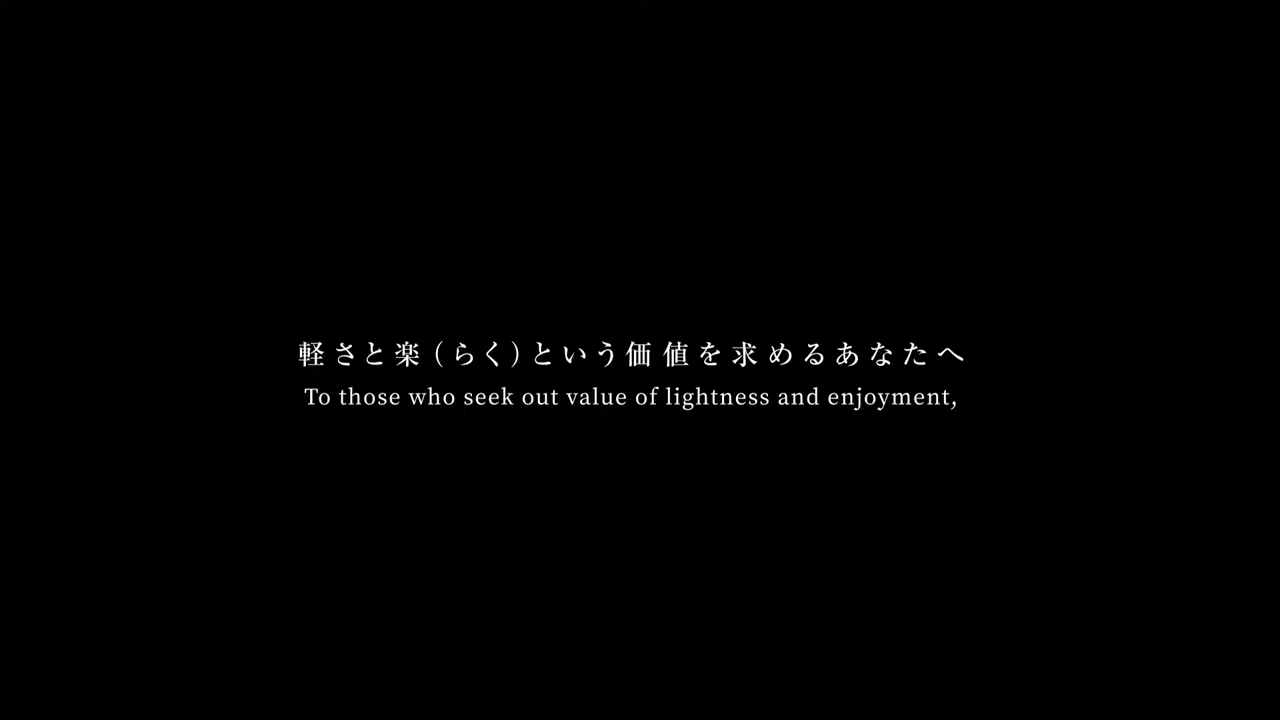 軽さと楽(らく)という価値を求めるあなたへ
To those who seek out value of lightness and enjoyment,